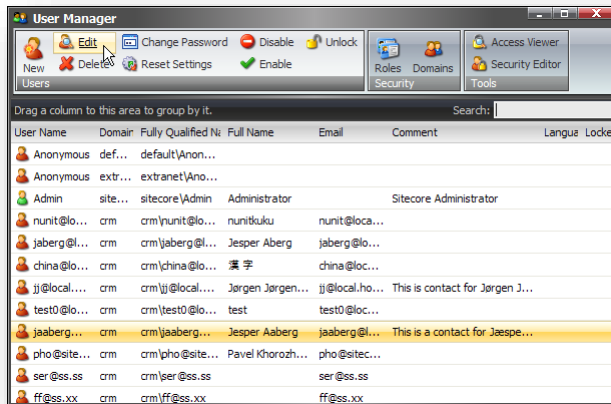 User Manager
Edit Change Password Disable Unlock Access Viewer
New Delete Reset Settings Enable Roles Domains Security Editor
Users Security Tools
Drag a column to this area to group by it. Search:
User Name Domain Fully Qualified Na Full Name Email Comment Langua Locke
Anonymous def... default\Anon...
Anonymous extr... extranet\Ano...
Admin site... sitecore\Admin Administrator Sitecore Administrator
nunit@lo... crm crm\nunit@lo... nunitkuku nunit@loca...
jaberg@l... crm crm\jaberg@l... Jesper Aberg jaberg@lo...
china@lo... crm crm\china@lo... 漢字 china@loc...
jj@local.... crm crm\jj@local.... Jørgen Jørgen... jj@local.ho... This is contact for Jørgen J...
test0@lo... crm crm\test0@lo... test test0@loc...
jaaberg... crm crm\jaaberg... Jesper Aaberg jaaberg@l... This is a contact for Jæspe...
pho@site... crm crm\pho@site... Pavel Khorozh... pho@sitec...
ser@ss.ss crm crm\ser@ss.ss ser@ss.ss
ff@ss.xx crm crm\ff@ss.xx ff@ss.xx